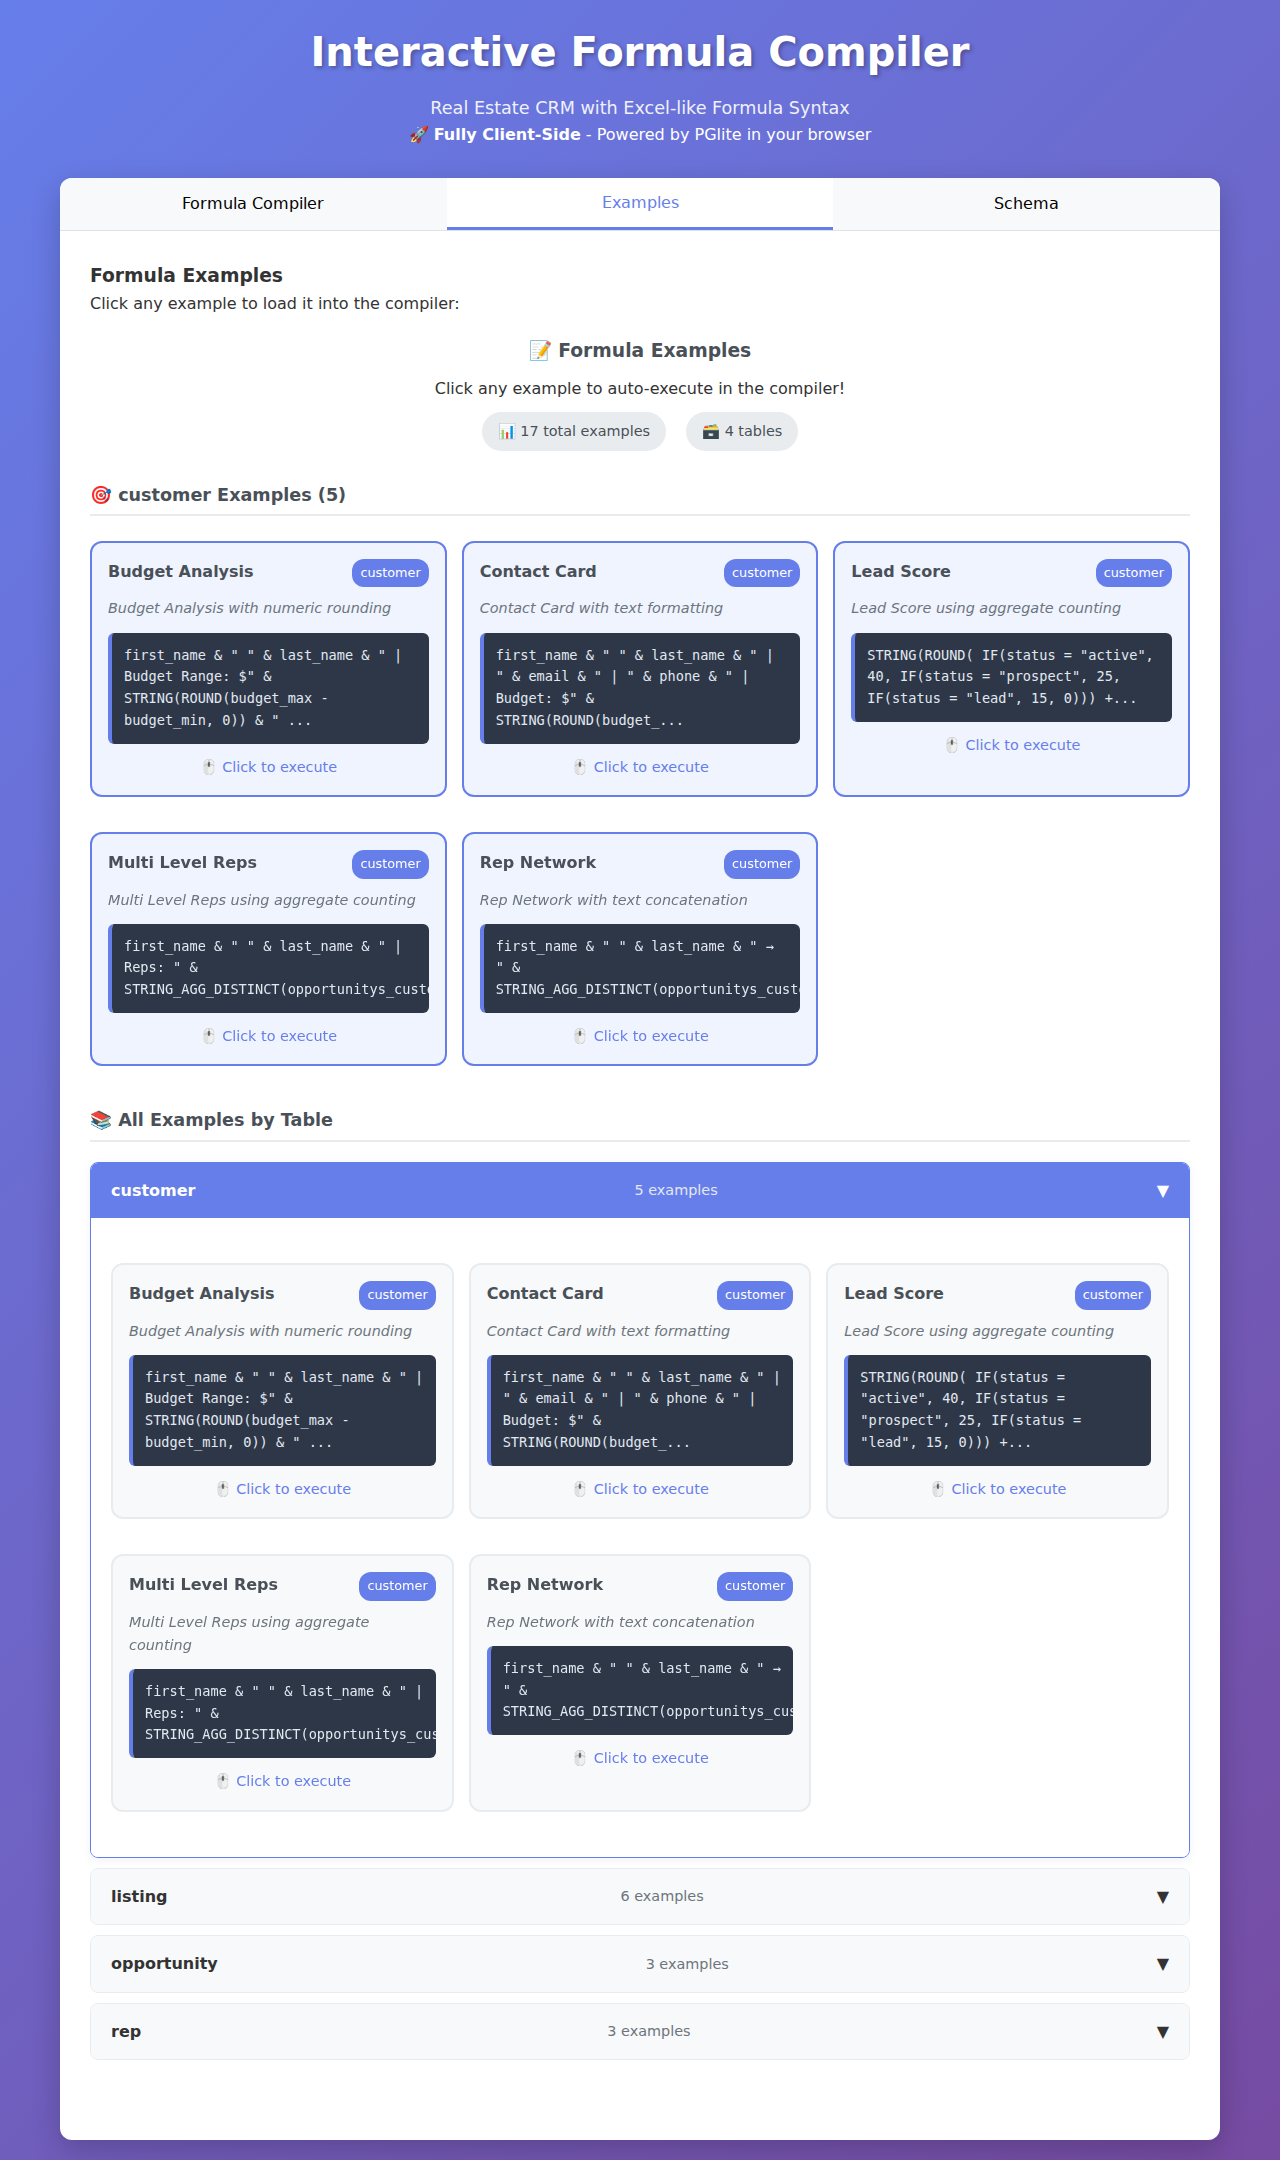 Interactive Formula Compiler
Real Estate CRM with Excel-like Formula Syntax
🚀 Fully Client-Side - Powered by PGlite in your browser
Formula Compiler
Examples
Schema
Formula Examples
Click any example to load it into the compiler:
📝 Formula Examples
Click any example to auto-execute in the compiler!
📊 17 total examples
🗃️ 4 tables
🎯 customer Examples (5)
Budget Analysis
customer
Budget Analysis with numeric rounding
first_name & " " & last_name & " |
Budget Range: $" &
STRING(ROUND(budget_max -
budget_min, 0)) & " ...
🖱️ Click to execute
Contact Card
customer
Contact Card with text formatting
first_name & " " & last_name & " |
" & email & " | " & phone & " |
Budget: $" &
STRING(ROUND(budget_...
🖱️ Click to execute
Lead Score
customer
Lead Score using aggregate counting
STRING(ROUND( IF(status = "active",
40, IF(status = "prospect", 25,
IF(status = "lead", 15, 0))) +...
🖱️ Click to execute
Multi Level Reps
customer
Multi Level Reps using aggregate counting
first_name & " " & last_name & " |
Reps: " &
STRING_AGG_DISTINCT(opportunitys_custo
🖱️ Click to execute
Rep Network
customer
Rep Network with text concatenation
first_name & " " & last_name & " →
" &
STRING_AGG_DISTINCT(opportunitys_custo
🖱️ Click to execute
📚 All Examples by Table
customer
5 examples
▼
Budget Analysis
customer
Budget Analysis with numeric rounding
first_name & " " & last_name & " |
Budget Range: $" &
STRING(ROUND(budget_max -
budget_min, 0)) & " ...
🖱️ Click to execute
Contact Card
customer
Contact Card with text formatting
first_name & " " & last_name & " |
" & email & " | " & phone & " |
Budget: $" &
STRING(ROUND(budget_...
🖱️ Click to execute
Lead Score
customer
Lead Score using aggregate counting
STRING(ROUND( IF(status =
"active", 40, IF(status =
"prospect", 25, IF(status =
"lead", 15, 0))) +...
🖱️ Click to execute
Multi Level Reps
customer
Multi Level Reps using aggregate
counting
first_name & " " & last_name & " |
Reps: " &
STRING_AGG_DISTINCT(opportunitys_cus
🖱️ Click to execute
Rep Network
customer
Rep Network with text concatenation
first_name & " " & last_name & " →
" &
STRING_AGG_DISTINCT(opportunitys_cus
🖱️ Click to execute
listing
6 examples
▼
opportunity
3 examples
▼
rep
3 examples
▼